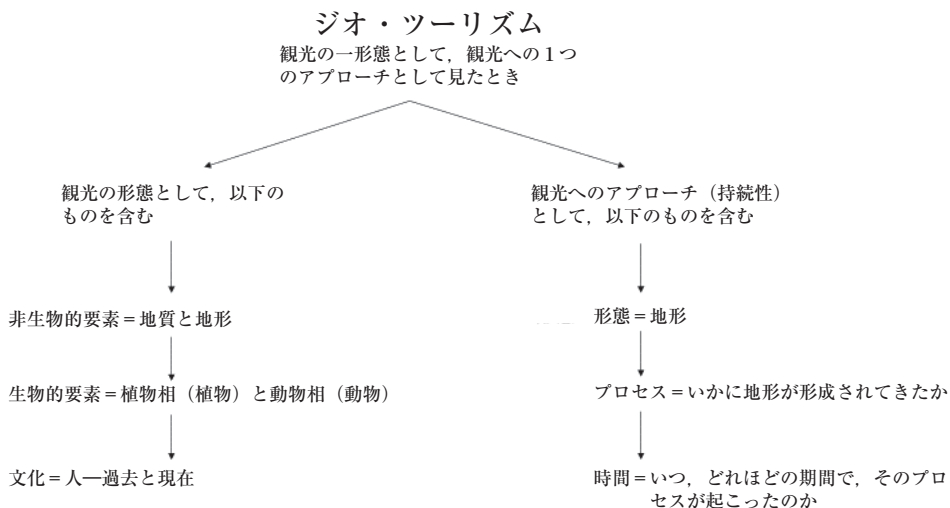 ジオ・ツーリズム
観光の一形態として，観光への１つ
のアプローチとして見たとき
観光の形態として，以下の
ものを含む
非生物的要素＝地質と地形
生物的要素＝植物相（植物）と動物相（動物）
文化＝人―過去と現在
観光へのアプローチ（持続性）
として，以下のものを含む
形態＝地形
プロセス＝いかに地形が形成されてきたか
時間＝いつ，どれほどの期間で，そのプロ
セスが起こったのか